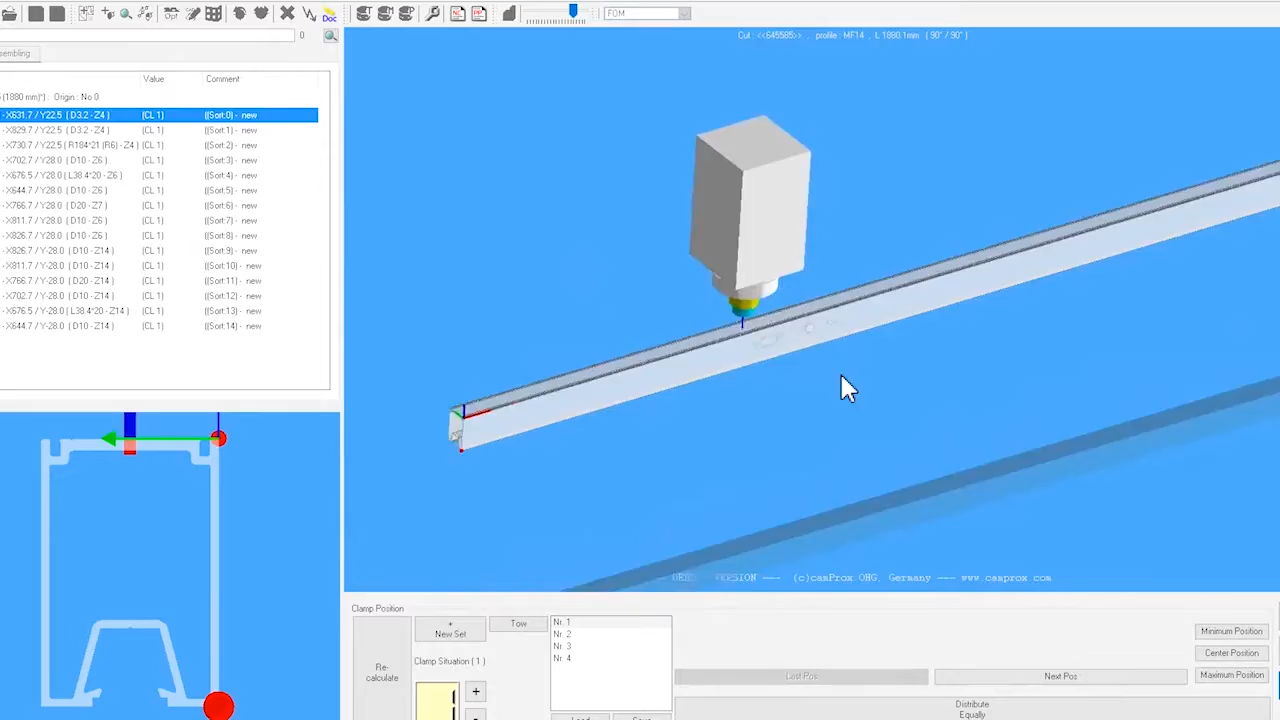 Doc
FOM
0
sembling
Cut : <<645585>> , profile : MF14 , L 1880.1mm ( 90° / 90° )
Value
Comment
(1880 mm)*) : Origin : No 0
-X631.7 / Y22.5 ( D3.2 - Z4 ) (CL 1) ((Sort:0) - new
-X829.7 / Y22.5 ( D3.2 - Z4 ) (CL 1) ((Sort:1) - new
-X730.7 / Y22.5 ( R184*21 (R6) - Z4 ) (CL 1) ((Sort:2) - new
-X702.7 / Y28.0 ( D10 - Z6 ) (CL 1) ((Sort:3) - new
-X676.5 / Y28.0 ( L38.4*20 - Z6 ) (CL 1) ((Sort:4) - new
-X644.7 / Y28.0 ( D10 - Z6 ) (CL 1) ((Sort:5) - new
-X766.7 / Y28.0 ( D20 - Z7 ) (CL 1) ((Sort:6) - new
-X811.7 / Y28.0 ( D10 - Z6 ) (CL 1) ((Sort:7) - new
-X826.7 / Y28.0 ( D10 - Z6 ) (CL 1) ((Sort:8) - new
-X826.7 / Y-28.0 ( D10 - Z14 ) (CL 1) ((Sort:9) - new
-X811.7 / Y-28.0 ( D10 - Z14 ) (CL 1) ((Sort:10) - new
-X766.7 / Y-28.0 ( D20 - Z14 ) (CL 1) ((Sort:11) - new
-X702.7 / Y-28.0 ( D10 - Z14 ) (CL 1) ((Sort:12) - new
-X676.5 / Y-28.0 ( L38.4*20 - Z14 ) (CL 1) ((Sort:13) - new
-X644.7 / Y-28.0 ( D10 - Z14 ) (CL 1) ((Sort:14) - new
VERSION --- (c)camProx OHG, Germany --- www.camprox.com
Clamp Position
Re-
calculate
+
New Set
Tow
Clamp Situation ( 1 )
+
Nr. 1
Nr. 2
Nr. 3
Nr. 4
Last Pos
Next Pos
Minimum Position
Center Position
Maximum Position
Distribute
Equally